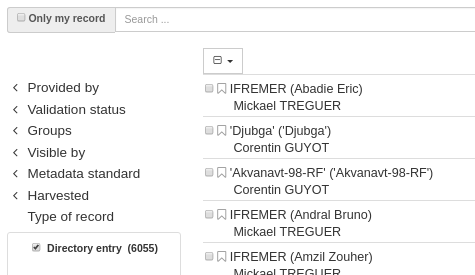 Only my record
Search ...
Provided by
Validation status
Groups
Visible by
Metadata standard
Harvested
Type of record
Directory entry (6055)
IFREMER (Abadie Eric)
Mickael TREGUER
'Djubga' ('Djubga')
Corentin GUYOT
'Akvanavt-98-RF' ('Akvanavt-98-RF')
Corentin GUYOT
IFREMER (Andral Bruno)
Mickael TREGUER
IFREMER (Amzil Zouher)
Mickael TREGUER